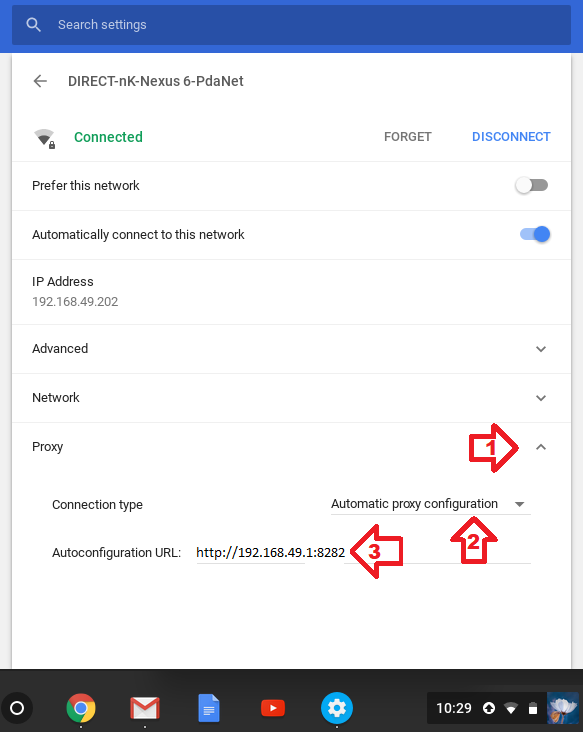 Search settings
DIRECT-nK-Nexus 6-PdaNet
Connected FORGET DISCONNECT
Prefer this network
Automatically connect to this network
IP Address
192.168.49.202
Advanced
Network
Proxy 1
Connection type Automatic proxy configuration
2
Autoconfiguration URL: http://192.168.49.1:8282 3
10:29